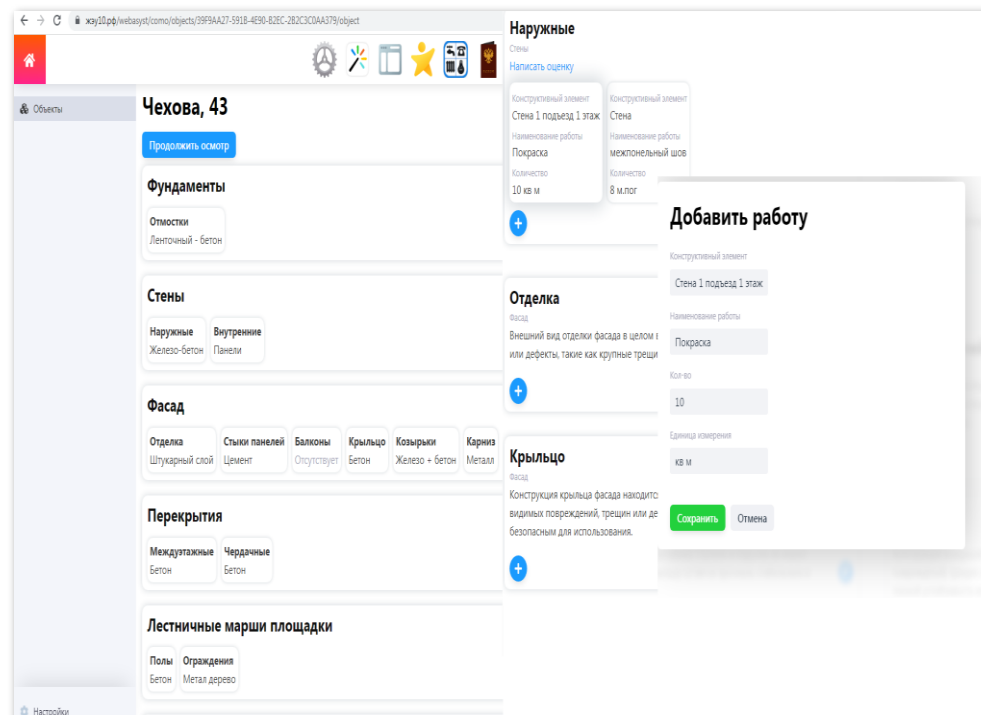 жэу10.рф/webasyst/como/objects/39F9AA27-591B-4E90-B2EC-2B2C3C0AA379/object
Объекты
Чехова, 43
Продолжить осмотр
Фундаменты
Отмостки
Ленточный - бетон
Стены
Наружные Внутренние
Железо-бетон Панели
Фасад
Отделка Стыки панелей Балконы Крыльцо Козырьки Карниз
Штукарный слой Цемент Отсутствует Бетон Железо + бетон Металл
Перекрытия
Междуэтажные Чердачные
Бетон Бетон
Лестничные марши площадки
Полы Ограждения
Бетон Метал дерево
Настройки
Наружные
Стены
Написать оценку
Конструктивный элемент Конструктивный элемент
Стена 1 подъезд 1 этаж Стена
Наименование работы Наименование работы
Покраска межпонельный шов
Количество Количество
10 кв м 8 м.пог
+
Отделка
Фасад
Внешний вид отделки фасада в целом
или дефекты, такие как крупные трещи
+
Крыльцо
Фасад
Конструкция крыльца фасада находитс
видимых повреждений, трещин или де
безопасным для использования.
+
Добавить работу
Конструктивный элемент
Стена 1 подъезд 1 этаж
Наименование работы
Покраска
Кол-во
10
Единица измерения
кв м
Сохранить Отмена